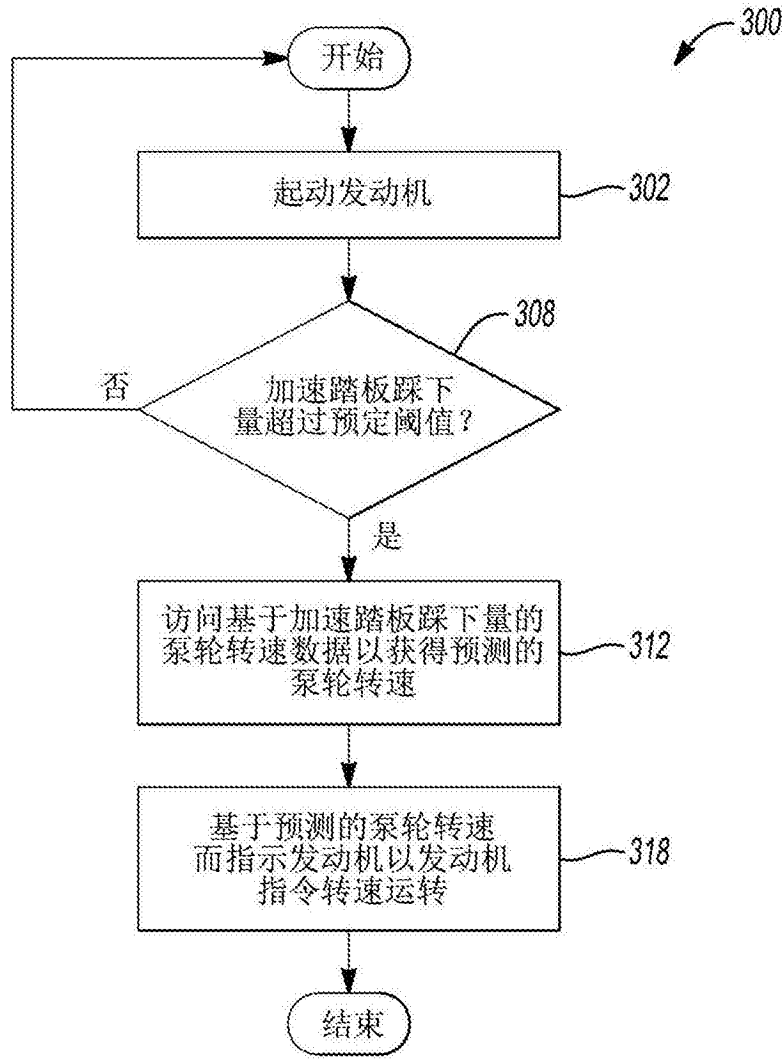 300
开始
起动发动机
302
308
加速踏板踩下
量超过预定阈值？
否
是
访问基于加速踏板踩下量的
泵轮转速数据以获得预测的
泵轮转速
312
基于预测的泵轮转速
而指示发动机以发动机
指令转速运转
318
结束